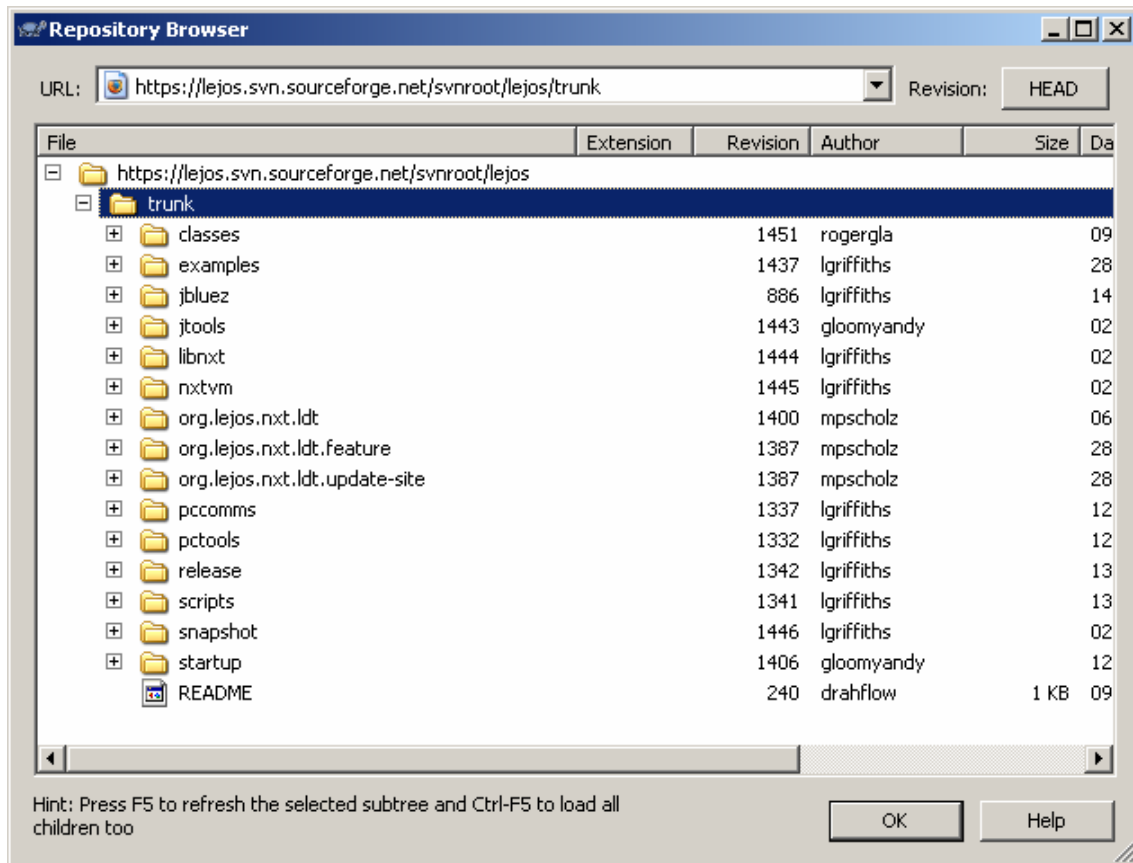 Repository Browser
URL: https://lejos.svn.sourceforge.net/svnroot/lejos/trunk Revision: HEAD
File Extension Revision Author Size Da
https://lejos.svn.sourceforge.net/svnroot/lejos
trunk
classes 1451 rogergla 09
examples 1437 lgriffiths 28
jbluez 886 lgriffiths 14
jtools 1443 gloomyandy 02
libnxt 1444 lgriffiths 02
nxtvm 1445 lgriffiths 02
org.lejos.nxt.ldt 1400 mpscholz 06
org.lejos.nxt.ldt.feature 1387 mpscholz 28
org.lejos.nxt.ldt.update-site 1387 mpscholz 28
pccomms 1337 lgriffiths 12
pctools 1332 lgriffiths 12
release 1342 lgriffiths 13
scripts 1341 lgriffiths 13
snapshot 1446 lgriffiths 02
startup 1406 gloomyandy 12
README 240 drahflow 1 KB 09
Hint: Press F5 to refresh the selected subtree and Ctrl-F5 to load all
children too
OK Help